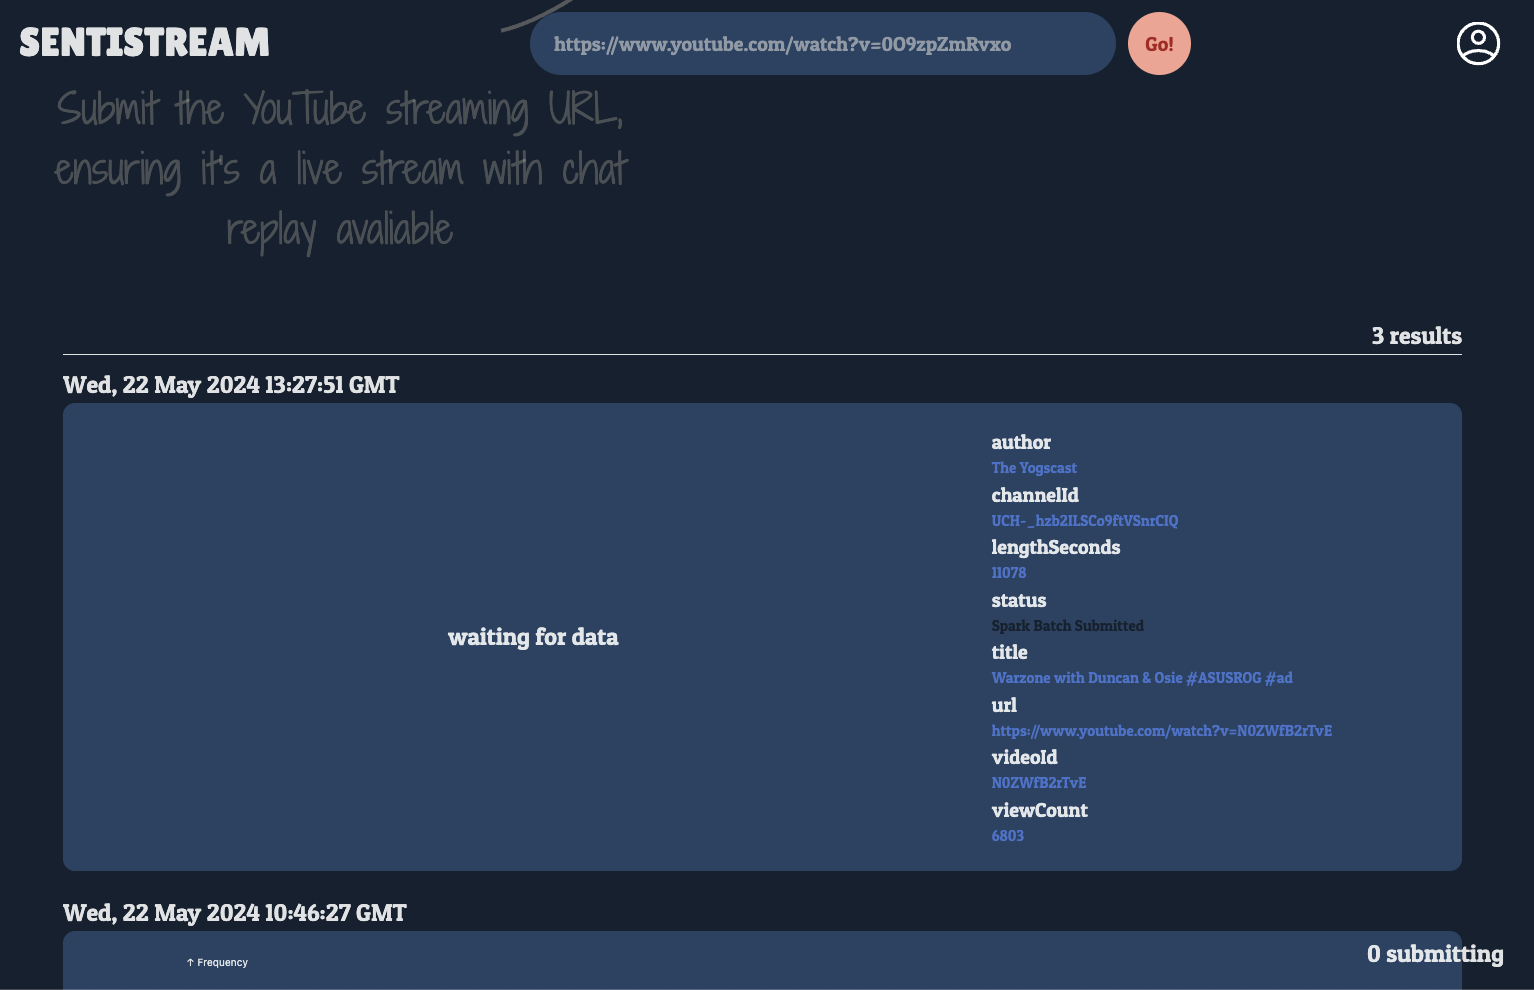 SENTISTREAM
https://www.youtube.com/watch?v=0O9zpZmRvxo
Go!
Submit the YouTube streaming URL,
ensuring it's a live stream with chat
replay avaliable
3 results
Wed, 22 May 2024 13:27:51 GMT
waiting for data
author
The Yogscast
channelId
UCH-_hzb2ILSCo9ftVSnrCIQ
lengthSeconds
11078
status
Spark Batch Submitted
title
Warzone with Duncan & Osie #ASUSROG #ad
url
https://www.youtube.com/watch?v=N0ZWfB2rTvE
videoId
N0ZWfB2rTvE
viewCount
6803
Wed, 22 May 2024 10:46:27 GMT
↑ Frequency
0 submitting